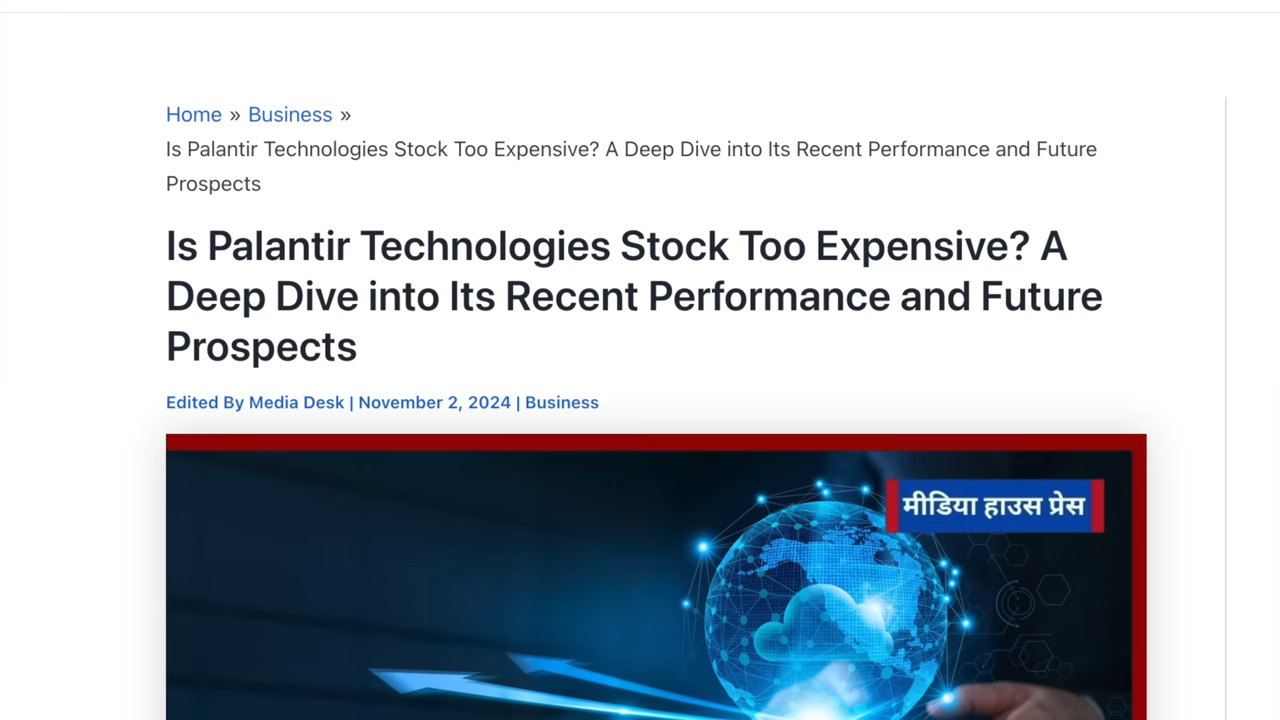 Home » Business »
Is Palantir Technologies Stock Too Expensive? A Deep Dive into Its Recent Performance and Future
Prospects
Is Palantir Technologies Stock Too Expensive? A
Deep Dive into Its Recent Performance and Future
Prospects
Edited By Media Desk | November 2, 2024 | Business
मीडिया हाउस प्रेस